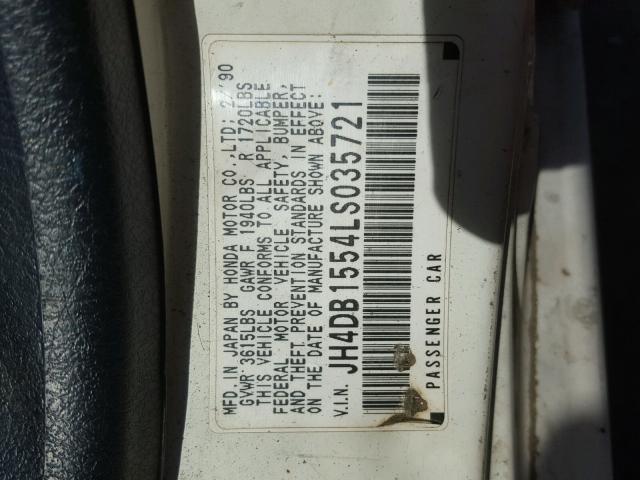 MFD. IN JAPAN BY HONDA MOTOR CO.,LTD; 2/90
GVWR 3615LBS GAWR F 1940LBS R 1720LBS
THIS VEHICLE CONFORMS TO ALL APPLICABLE
FEDERAL MOTOR VEHICLE SAFETY, BUMPER,
AND THEFT PREVENTION STANDARDS IN EFFECT
ON THE DATE OF MANUFACTURE SHOWN ABOVE:
V.I.N. JH4DB1554LS035721
PASSENGER CAR